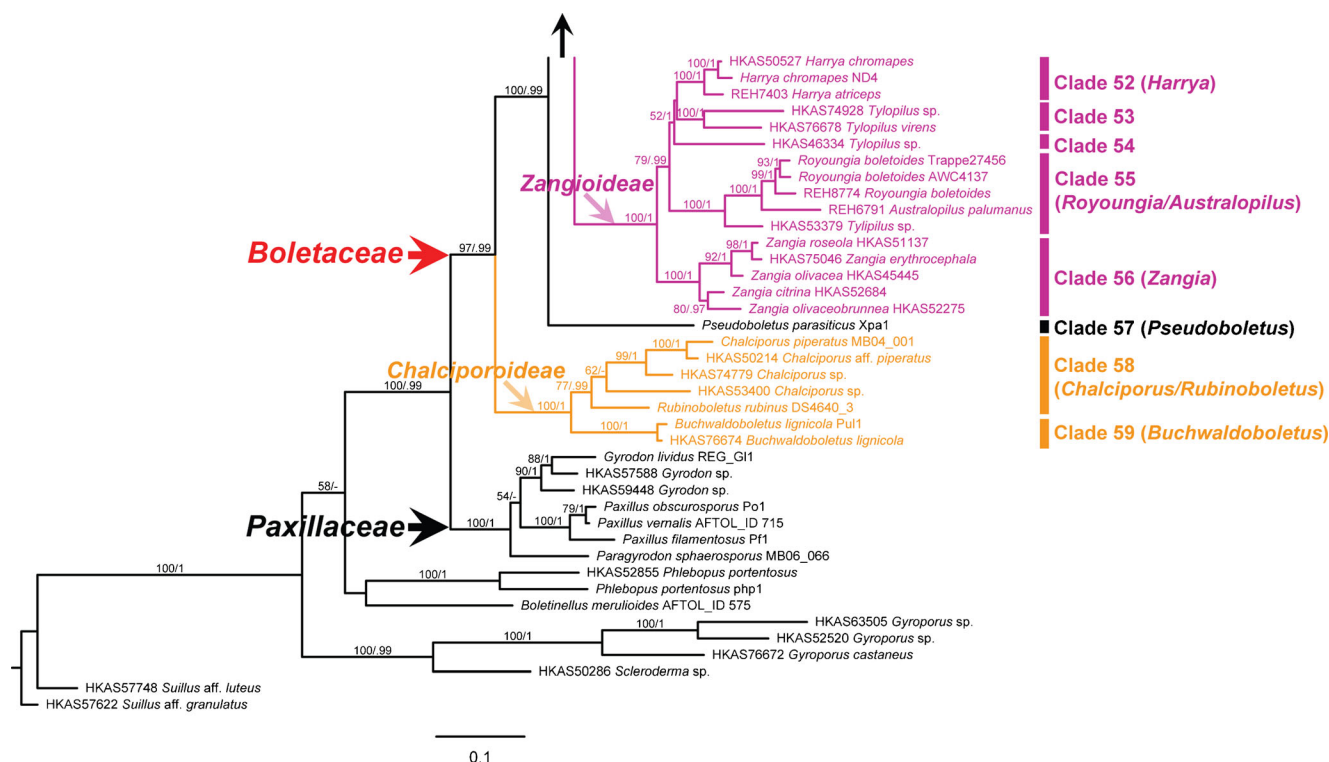 100/1
HKAS50527 Harrya chromapes
100/1
Harrya chromapes ND4
REH7403 Harrya atriceps
Clade 52 (Harrya)
100/.99
52/1
100/1
HKAS74928 Tylopilus sp.
HKAS76678 Tylopilus virens
Clade 53
HKAS46334 Tylopilus sp.
Clade 54
79/.99
93/1
Royoungia boletoides Trappe27456
99/1
Royoungia boletoides AWC4137
Zangioideae
100/1
REH8774 Royoungia boletoides
REH6791 Australopilus palumanus
HKAS53379 Tylipilus sp.
Clade 55
(Royoungia/Australopilus)
100/1
98/1
Zangia roseola HKAS51137
92/1
HKAS75046 Zangia erythrocephala
100/1
Zangia olivacea HKAS45445
Zangia citrina HKAS52684
80/.97
Zangia olivaceobrunnea HKAS52275
Clade 56 (Zangia)
Boletaceae
97/.99
Pseudoboletus parasiticus Xpa1
Clade 57 (Pseudoboletus)
100/1
Chalciporus piperatus MB04_001
99/1
HKAS50214 Chalciporus aff. piperatus
62/-
HKAS74779 Chalciporus sp.
Chalciporoideae
77/.99
HKAS53400 Chalciporus sp.
100/1
Rubinoboletus rubinus DS4640_3
Clade 58
(Chalciporus/Rubinoboletus)
100/1
Buchwaldoboletus lignicola Pul1
HKAS76674 Buchwaldoboletus lignicola
Clade 59 (Buchwaldoboletus)
100/.99
88/1
Gyrodon lividus REG_Gl1
90/1
HKAS57588 Gyrodon sp.
54/-
HKAS59448 Gyrodon sp.
58/-
Paxillaceae
100/1
79/1
Paxillus obscurosporus Po1
100/1
Paxillus vernalis AFTOL_ID 715
Paxillus filamentosus Pf1
Paragyrodon sphaerosporus MB06_066
100/1
100/1
HKAS52855 Phlebopus portentosus
Phlebopus portentosus php1
Boletinellus merulioides AFTOL_ID 575
100/.99
100/1
100/1
HKAS63505 Gyroporus sp.
HKAS52520 Gyroporus sp.
HKAS76672 Gyroporus castaneus
HKAS50286 Scleroderma sp.
HKAS57748 Suillus aff. luteus
HKAS57622 Suillus aff. granulatus
0.1